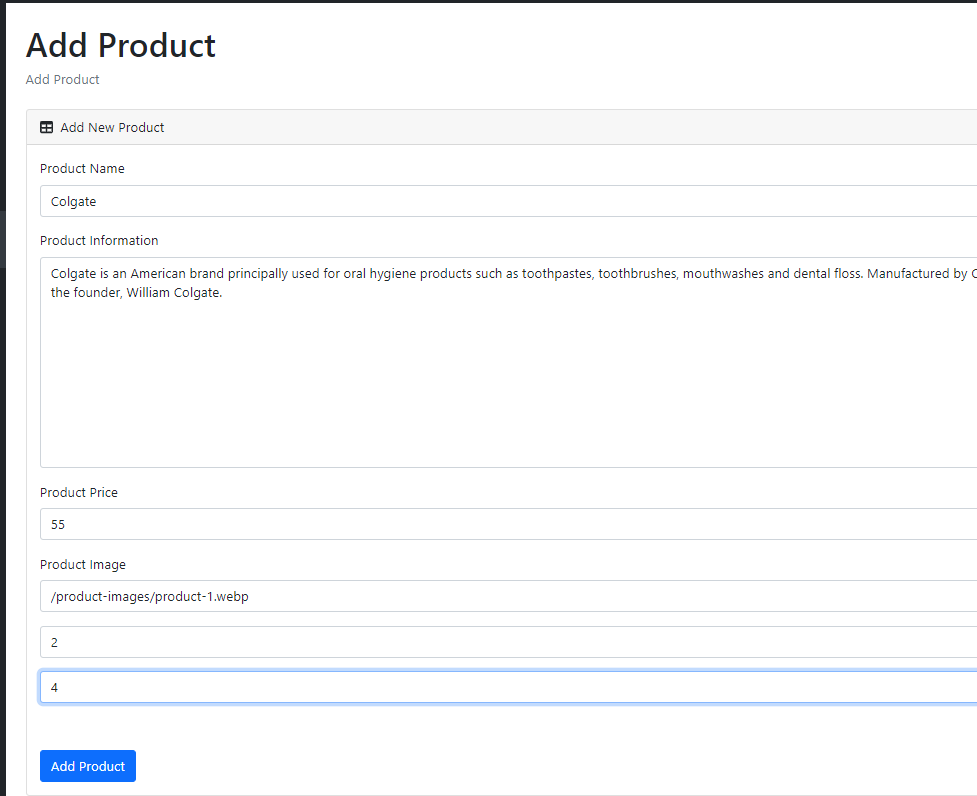 Add Product
Add Product
Add New Product
Product Name
Colgate
Product Information
Colgate is an American brand principally used for oral hygiene products such as toothpastes, toothbrushes, mouthwashes and dental floss. Manufactured by
the founder, William Colgate.
Product Price
55
Product Image
/product-images/product-1.webp
2
4
Add Product